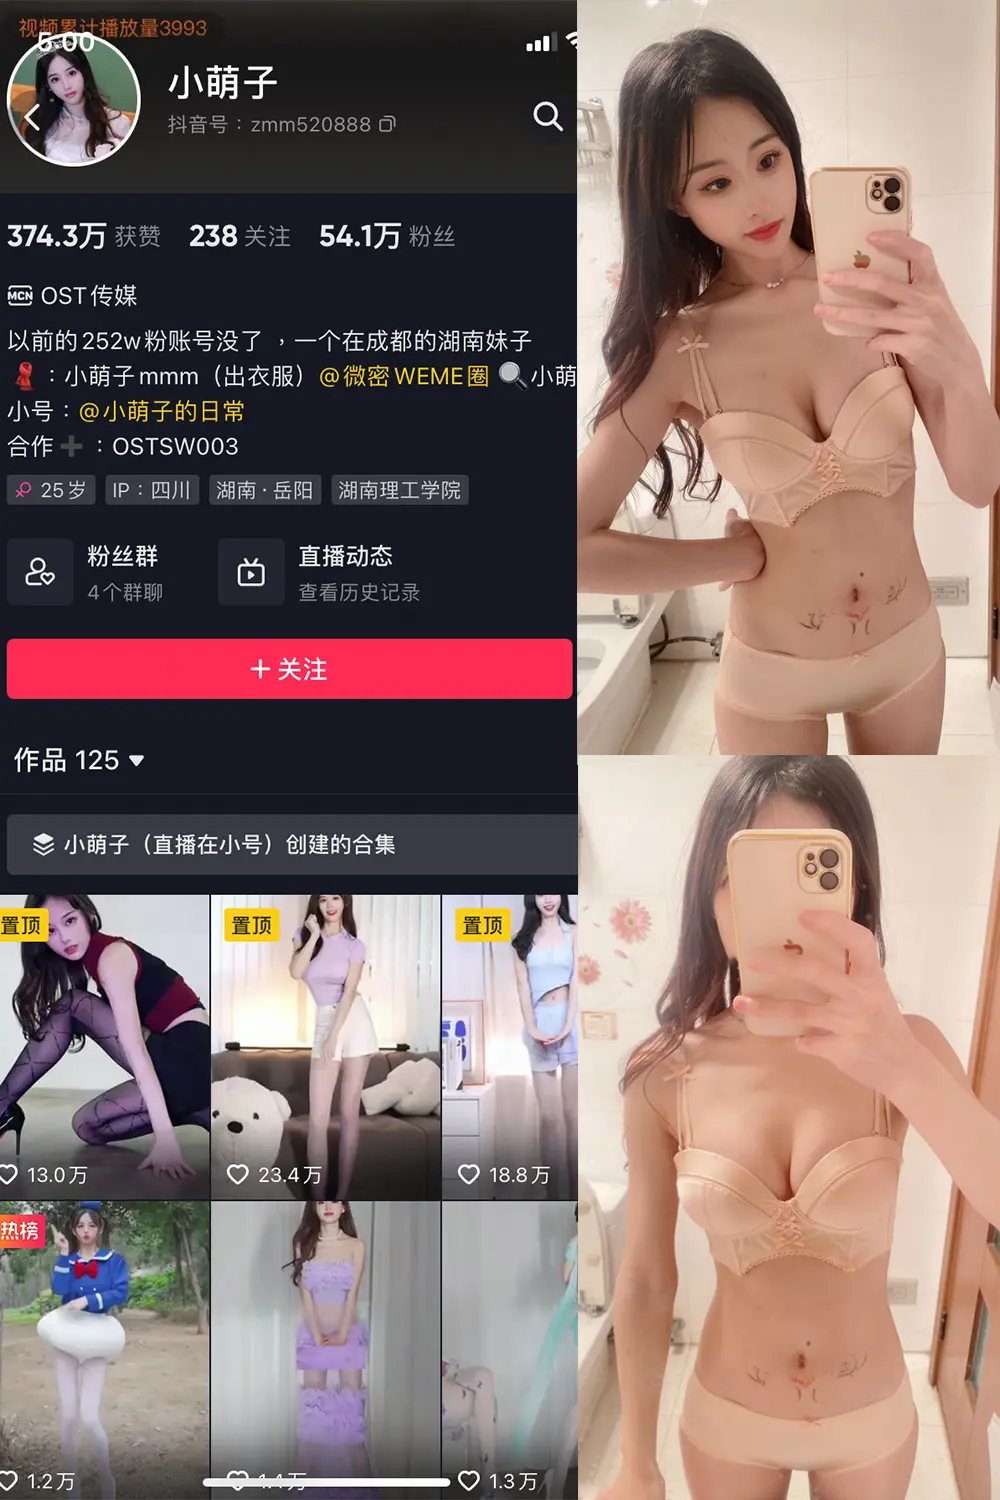 视频累计播放量3993
5:00
小萌子
抖音号：zmm520888
374.3万 获赞 238 关注 54.1万 粉丝
MCN OST传媒
以前的252w粉账号没了，一个在成都的湖南妹子
：小萌子mmm（出衣服）@微密WEME圈 小萌
小号：@小萌子的日常
合作 ：OSTSW003
25岁 IP：四川 湖南·岳阳 湖南理工学院
粉丝群 直播动态
4个群聊 查看历史记录
+ 关注
作品 125
小萌子（直播在小号）创建的合集
置顶 置顶 置顶
13.0万 23.4万 18.8万
热榜
1.2万 1.4万 1.3万